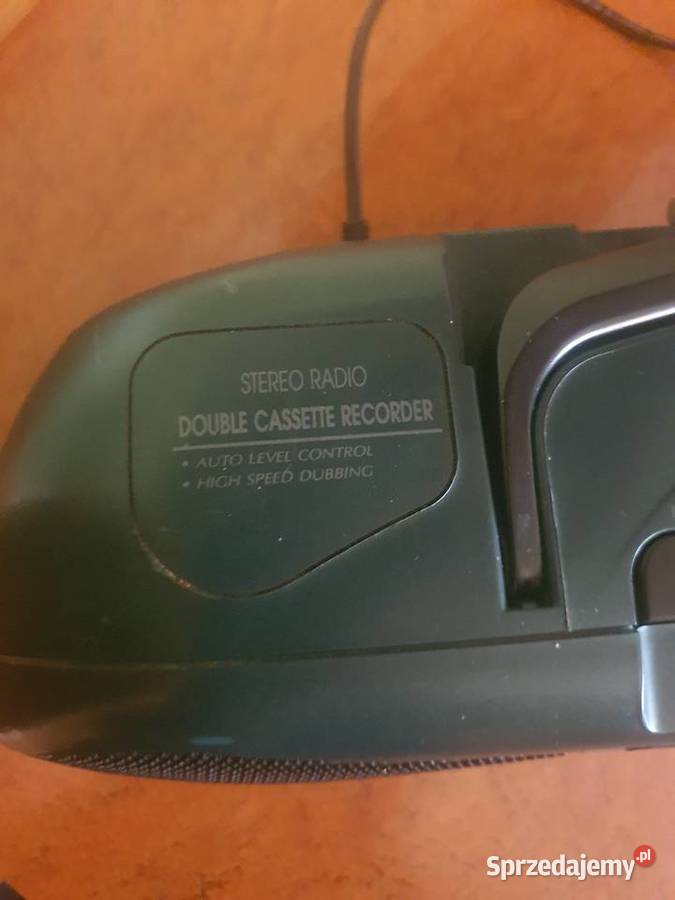 STEREO RADIO
DOUBLE CASSETTE RECORDER
• AUTO LEVEL CONTROL
• HIGH SPEED DUBBING
Sprzedajemy.pl